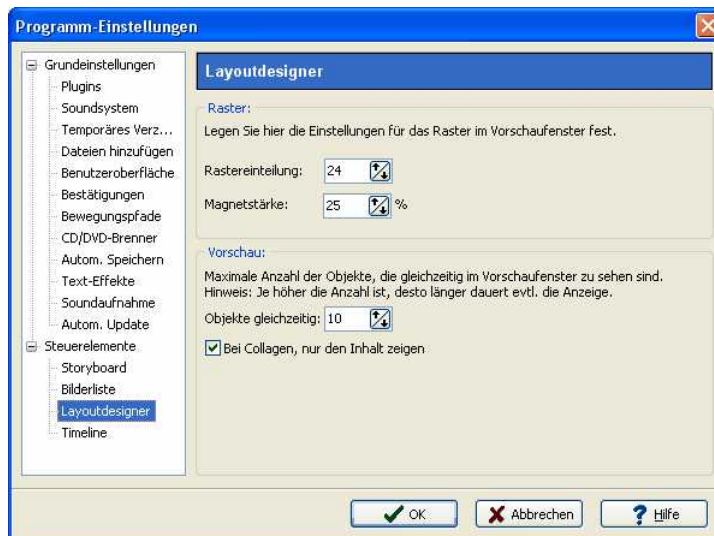 Programm-Einstellungen
Grundeinstellungen
Plugins
Soundsystem
Temporäres Verz...
Dateien hinzufügen
Benutzeroberfläche
Bestätigungen
Bewegungspfade
CD/DVD-Brenner
Autom. Speichern
Text-Effekte
Soundaufnahme
Autom. Update
Steuerelemente
Storyboard
Bilderliste
Layoutdesigner
Timeline
Layoutdesigner
Raster:
Legen Sie hier die Einstellungen für das Raster im Vorschaufenster fest.
Rastereinteilung: 24
Magnetstärke: 25 %
Vorschau:
Maximale Anzahl der Objekte, die gleichzeitig im Vorschaufenster zu sehen sind.
Hinweis: Je höher die Anzahl ist, desto länger dauert evtl. die Anzeige.
Objekte gleichzeitig: 10
Bei Collagen, nur den Inhalt zeigen
OK Abbrechen Hilfe